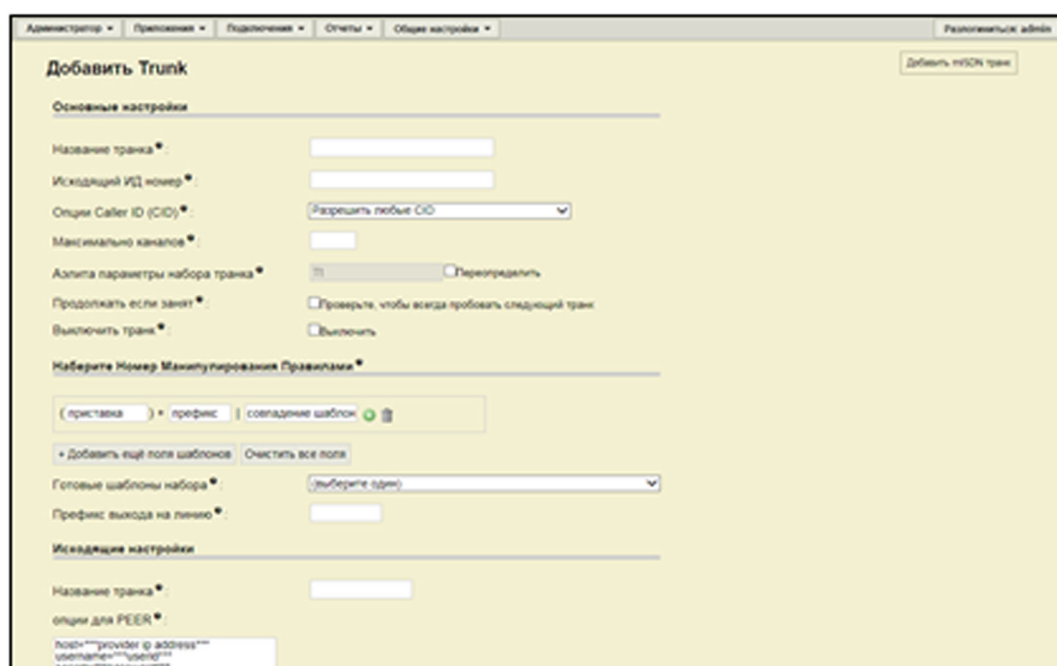 Администратор Приложения Подключения Отчеты Общие настройки Разлогиниться: admin
Добавить Trunk
Добавить mISDN транк
Основные настройки
Название транка :
Исходящий ИД номер :
Опции Caller ID (CID) : Разрешить любые CID
Максимально каналов :
Аэлита параметры набора транка Tt Переопределить
Продолжать если занят : Проверьте, чтобы всегда пробовать следующий транк
Выключить транк : Выключить
Наберите Номер Манипулирования Правилами
( приставка ) + префикс | совпадение шаблон
+ Добавить ещё поля шаблонов Очистить все поля
Готовые шаблоны набора : (выберите один)
Префикс выхода на линию :
Исходящие настройки
Название транка :
опции для PEER :
host=***provider ip address***
username=***userid***